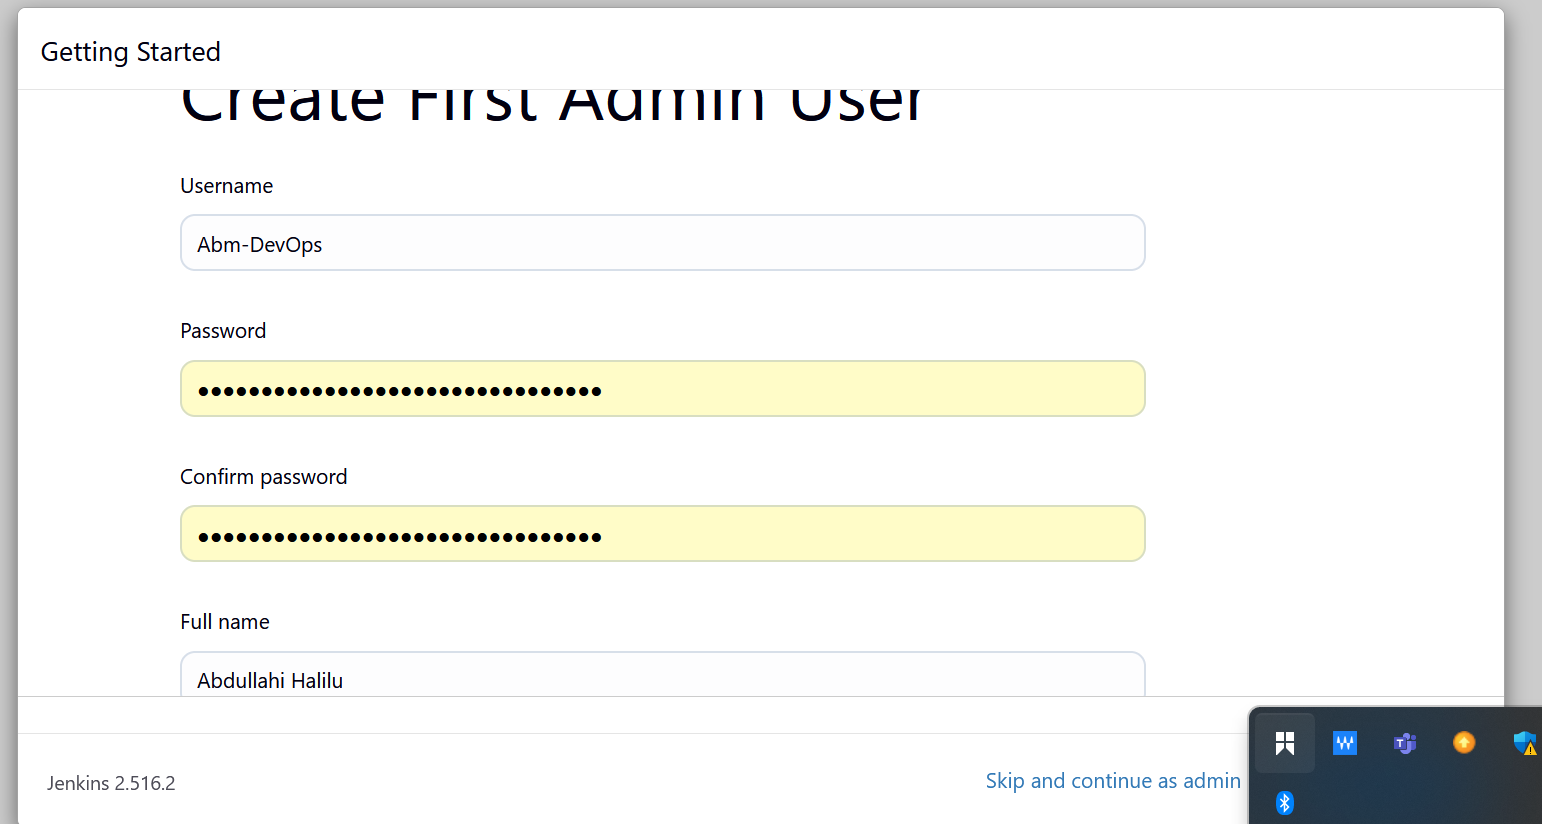 Getting Started
Create First Admin User
Username
Abm-DevOps
Password
••••••••••••••••••••••••••••••••
Confirm password
••••••••••••••••••••••••••••••••
Full name
Abdullahi Halilu
Jenkins 2.516.2
Skip and continue as admin